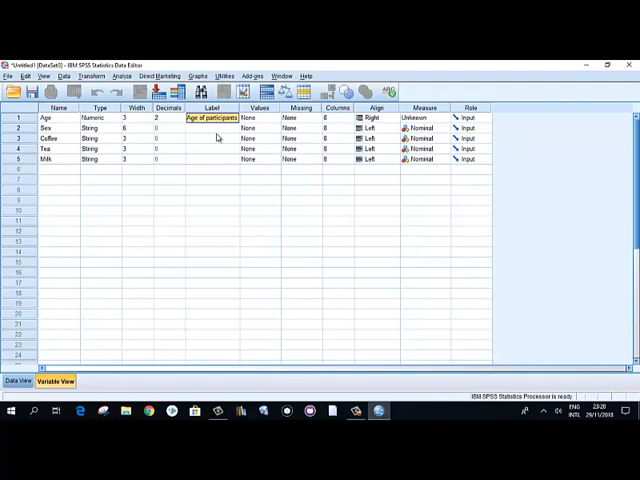 *Untitled1 [DataSet0] - IBM SPSS Statistics Data Editor
File Edit View Data Transform Analyze Direct Marketing Graphs Utilities Add-ons Window Help
Name Type Width Decimals Label Values Missing Columns Align Measure Role
1 Age Numeric 3 2 Age of participants None None 8 Right Unknown Input
2 Sex String 6 0 None None 8 Left Nominal Input
3 Coffee String 3 0 None None 8 Left Nominal Input
4 Tea String 3 0 None None 8 Left Nominal Input
5 Milk String 3 0 None None 8 Left Nominal Input
6
7
8
9
10
11
12
13
14
15
16
17
18
19
20
21
22
23
24
Data View Variable View
IBM SPSS Statistics Processor is ready
ENG 23:20
INTL 29/11/2018